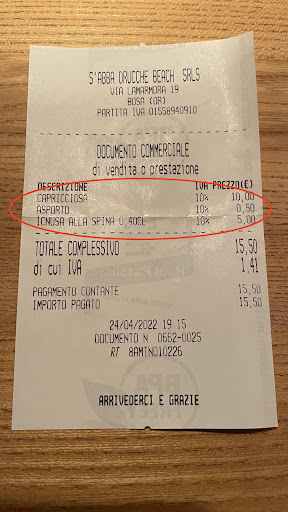 S'ABBA DRUCCHE BEACH SRLS
VIA LAMARMORA 19
BOSA (OR)
PARTITA IVA 01558940910
DOCUMENTO COMMERCIALE
di vendita o prestazione
DESCRIZIONE IVA PREZZO(€)
CAPRICCIOSA 10% 10,00
ASPORTO 10% 0,50
ICNUSA ALLA SPINA 0,40CL 10% 5,00
TOTALE COMPLESSIVO 15,50
di cui IVA 1,41
PAGAMENTO CONTANTE 15,50
IMPORTO PAGATO 15,50
24/04/2022 19:15
DOCUMENTO N. 0662-0025
RT 8AMTN010226
BPA
FREE
ARRIVEDERCI E GRAZIE